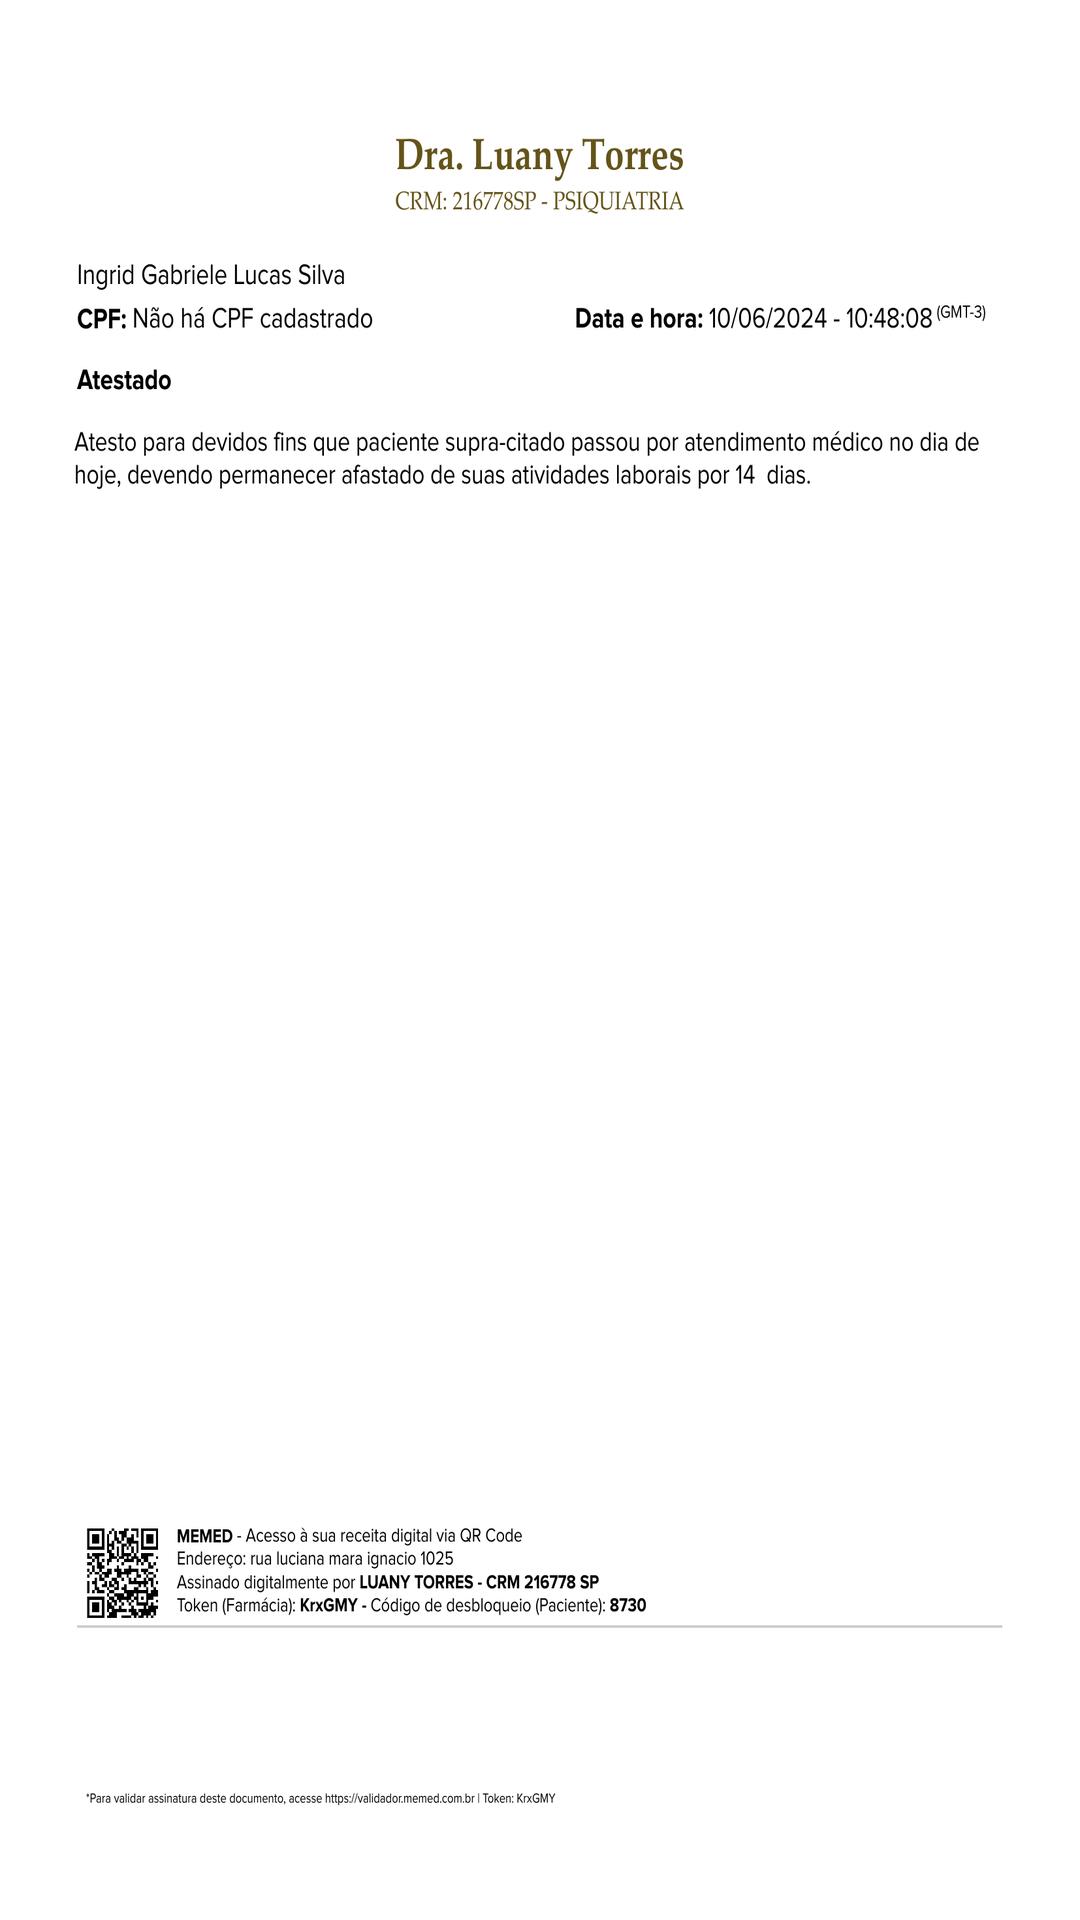 Dra. Luany Torres
CRM: 216778SP - PSIQUIATRIA
Ingrid Gabriele Lucas Silva
CPF: Não há CPF cadastrado
Data e hora: 10/06/2024 - 10:48:08 (GMT-3)
Atestado
Atesto para devidos fins que paciente supra-citado passou por atendimento médico no dia de
hoje, devendo permanecer afastado de suas atividades laborais por 14  dias.
MEMED - Acesso à sua receita digital via QR Code
Endereço: rua luciana mara ignacio 1025
Assinado digitalmente por LUANY TORRES - CRM 216778 SP
Token (Farmácia): KrxGMY - Código de desbloqueio (Paciente): 8730
*Para validar assinatura deste documento, acesse https://validador.memed.com.br | Token: KrxGMY